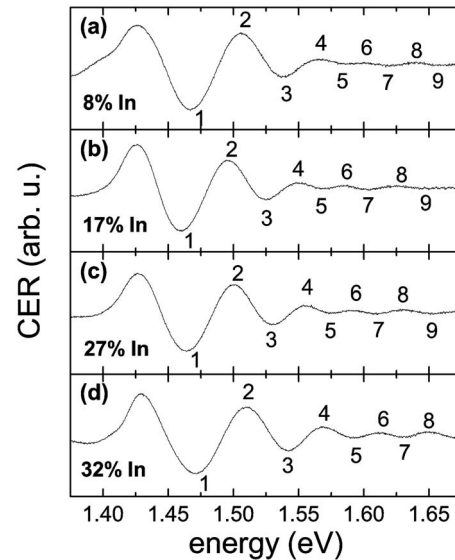 (a)
2
4 6 8
3 5 7 9
1
8% In
(b)
2
4 6 8
3 5 7 9
1
17% In
(c)
2
4 6 8
3 5 7 9
1
27% In
(d)
2
4 6 8
3 5 7
1
32% In
CER (arb. u.)
1.40 1.45 1.50 1.55 1.60 1.65
energy (eV)